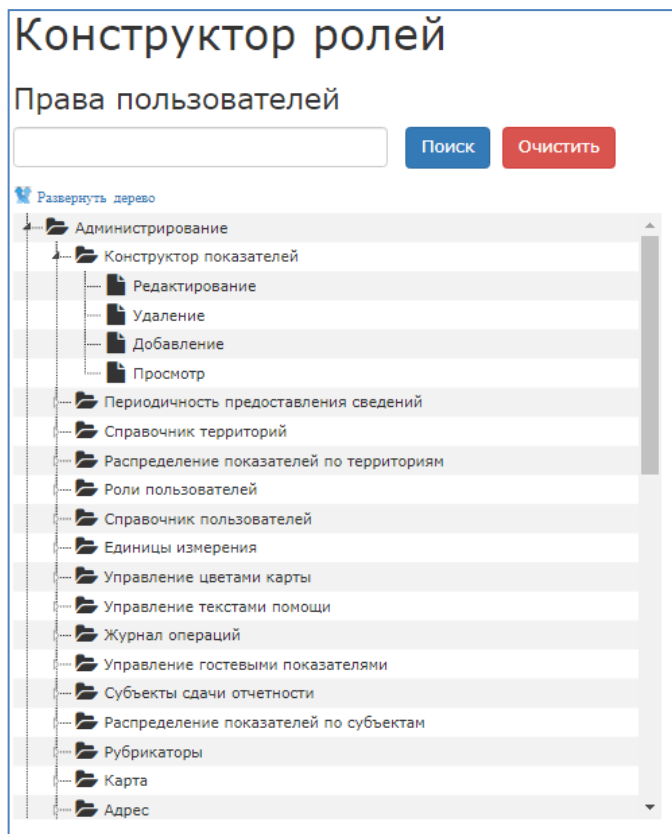 Конструктор ролей
Права пользователей
Поиск Очистить
Развернуть дерево
Администрирование
Конструктор показателей
Редактирование
Удаление
Добавление
Просмотр
Периодичность предоставления сведений
Справочник территорий
Распределение показателей по территориям
Роли пользователей
Справочник пользователей
Единицы измерения
Управление цветами карты
Управление текстами помощи
Журнал операций
Управление гостевыми показателями
Субъекты сдачи отчетности
Распределение показателей по субъектам
Рубрикаторы
Карта
Адрес